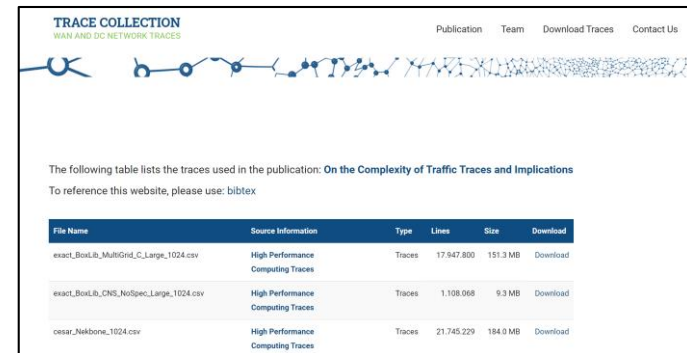 TRACE COLLECTION
WAN AND DC NETWORK TRACES
Publication Team Download Traces Contact Us
The following table lists the traces used in the publication: On the Complexity of Traffic Traces and Implications
To reference this website, please use: bibtex
File Name Source Information Type Lines Size Download
exact_BoxLib_MultiGrid_C_Large_1024.csv High Performance Traces 17.947.800 151.3 MB Download
Computing Traces
exact_BoxLib_CNS_NoSpec_Large_1024.csv High Performance Traces 1.108.068 9.3 MB Download
Computing Traces
cesar_Nekbone_1024.csv High Performance Traces 21.745.229 184.0 MB Download
Computing Traces